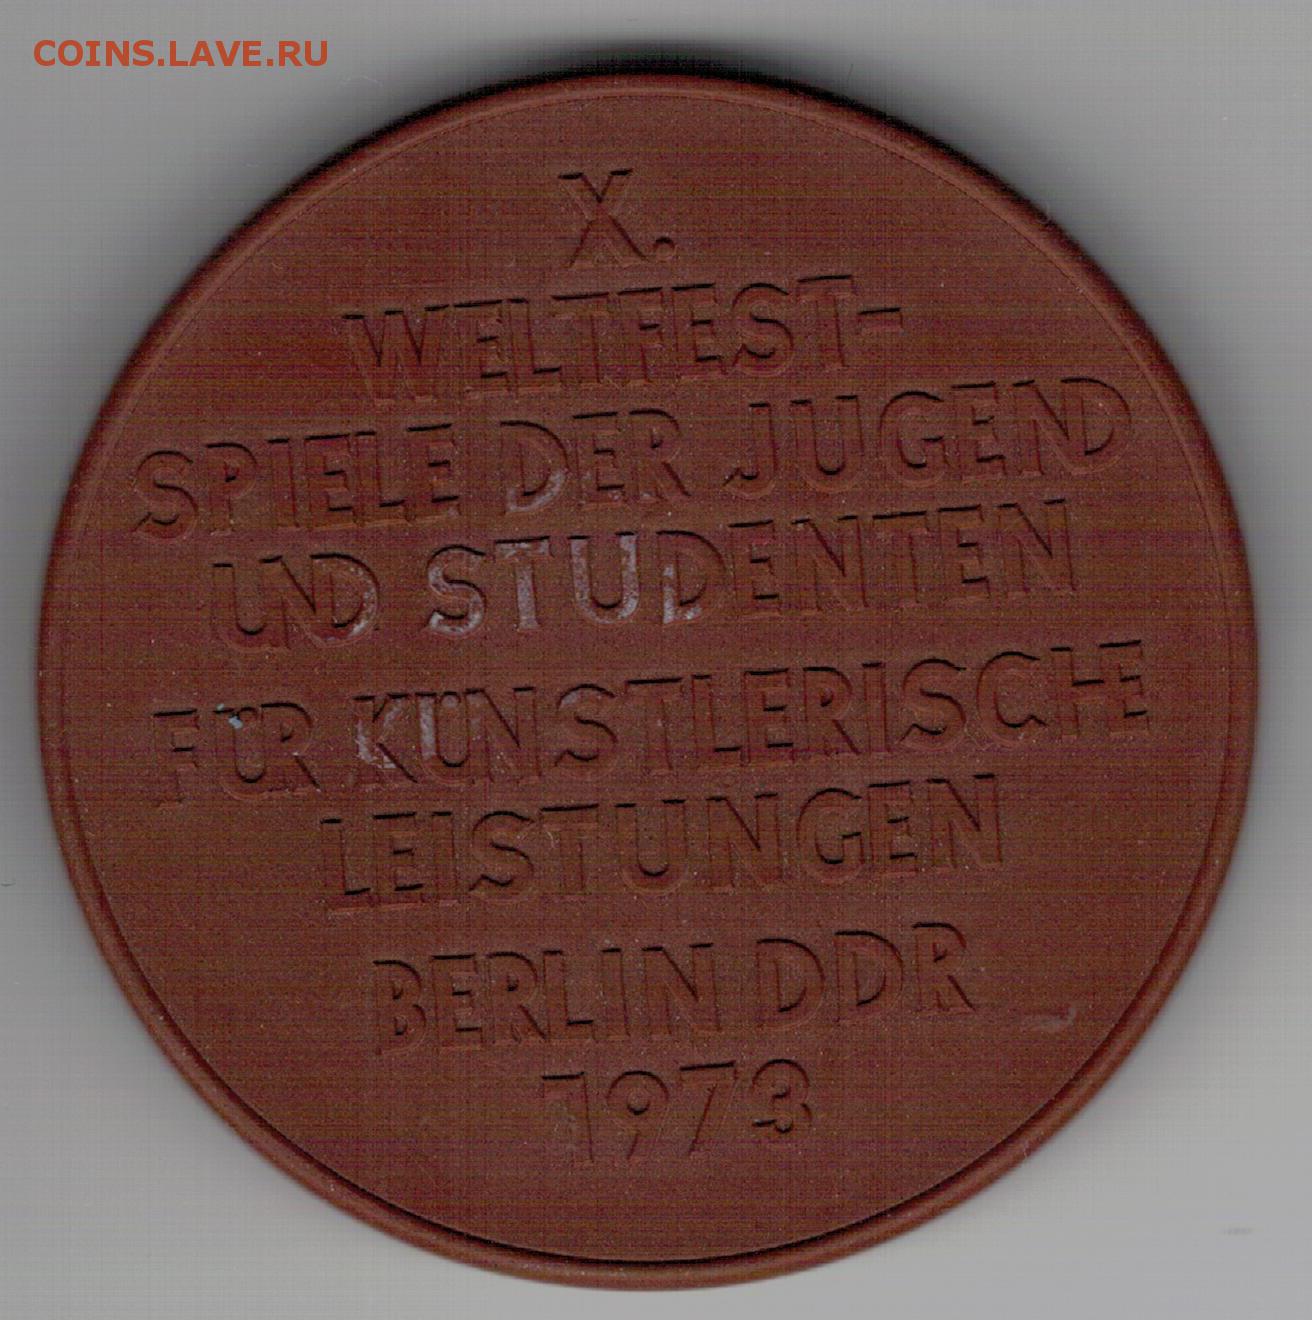 COINS.LAVE.RU
X.
WELTFEST-
SPIELE DER JUGEND
UND STUDENTEN
FÜR KÜNSTLERISCHE
LEISTUNGEN
BERLIN DDR
1973